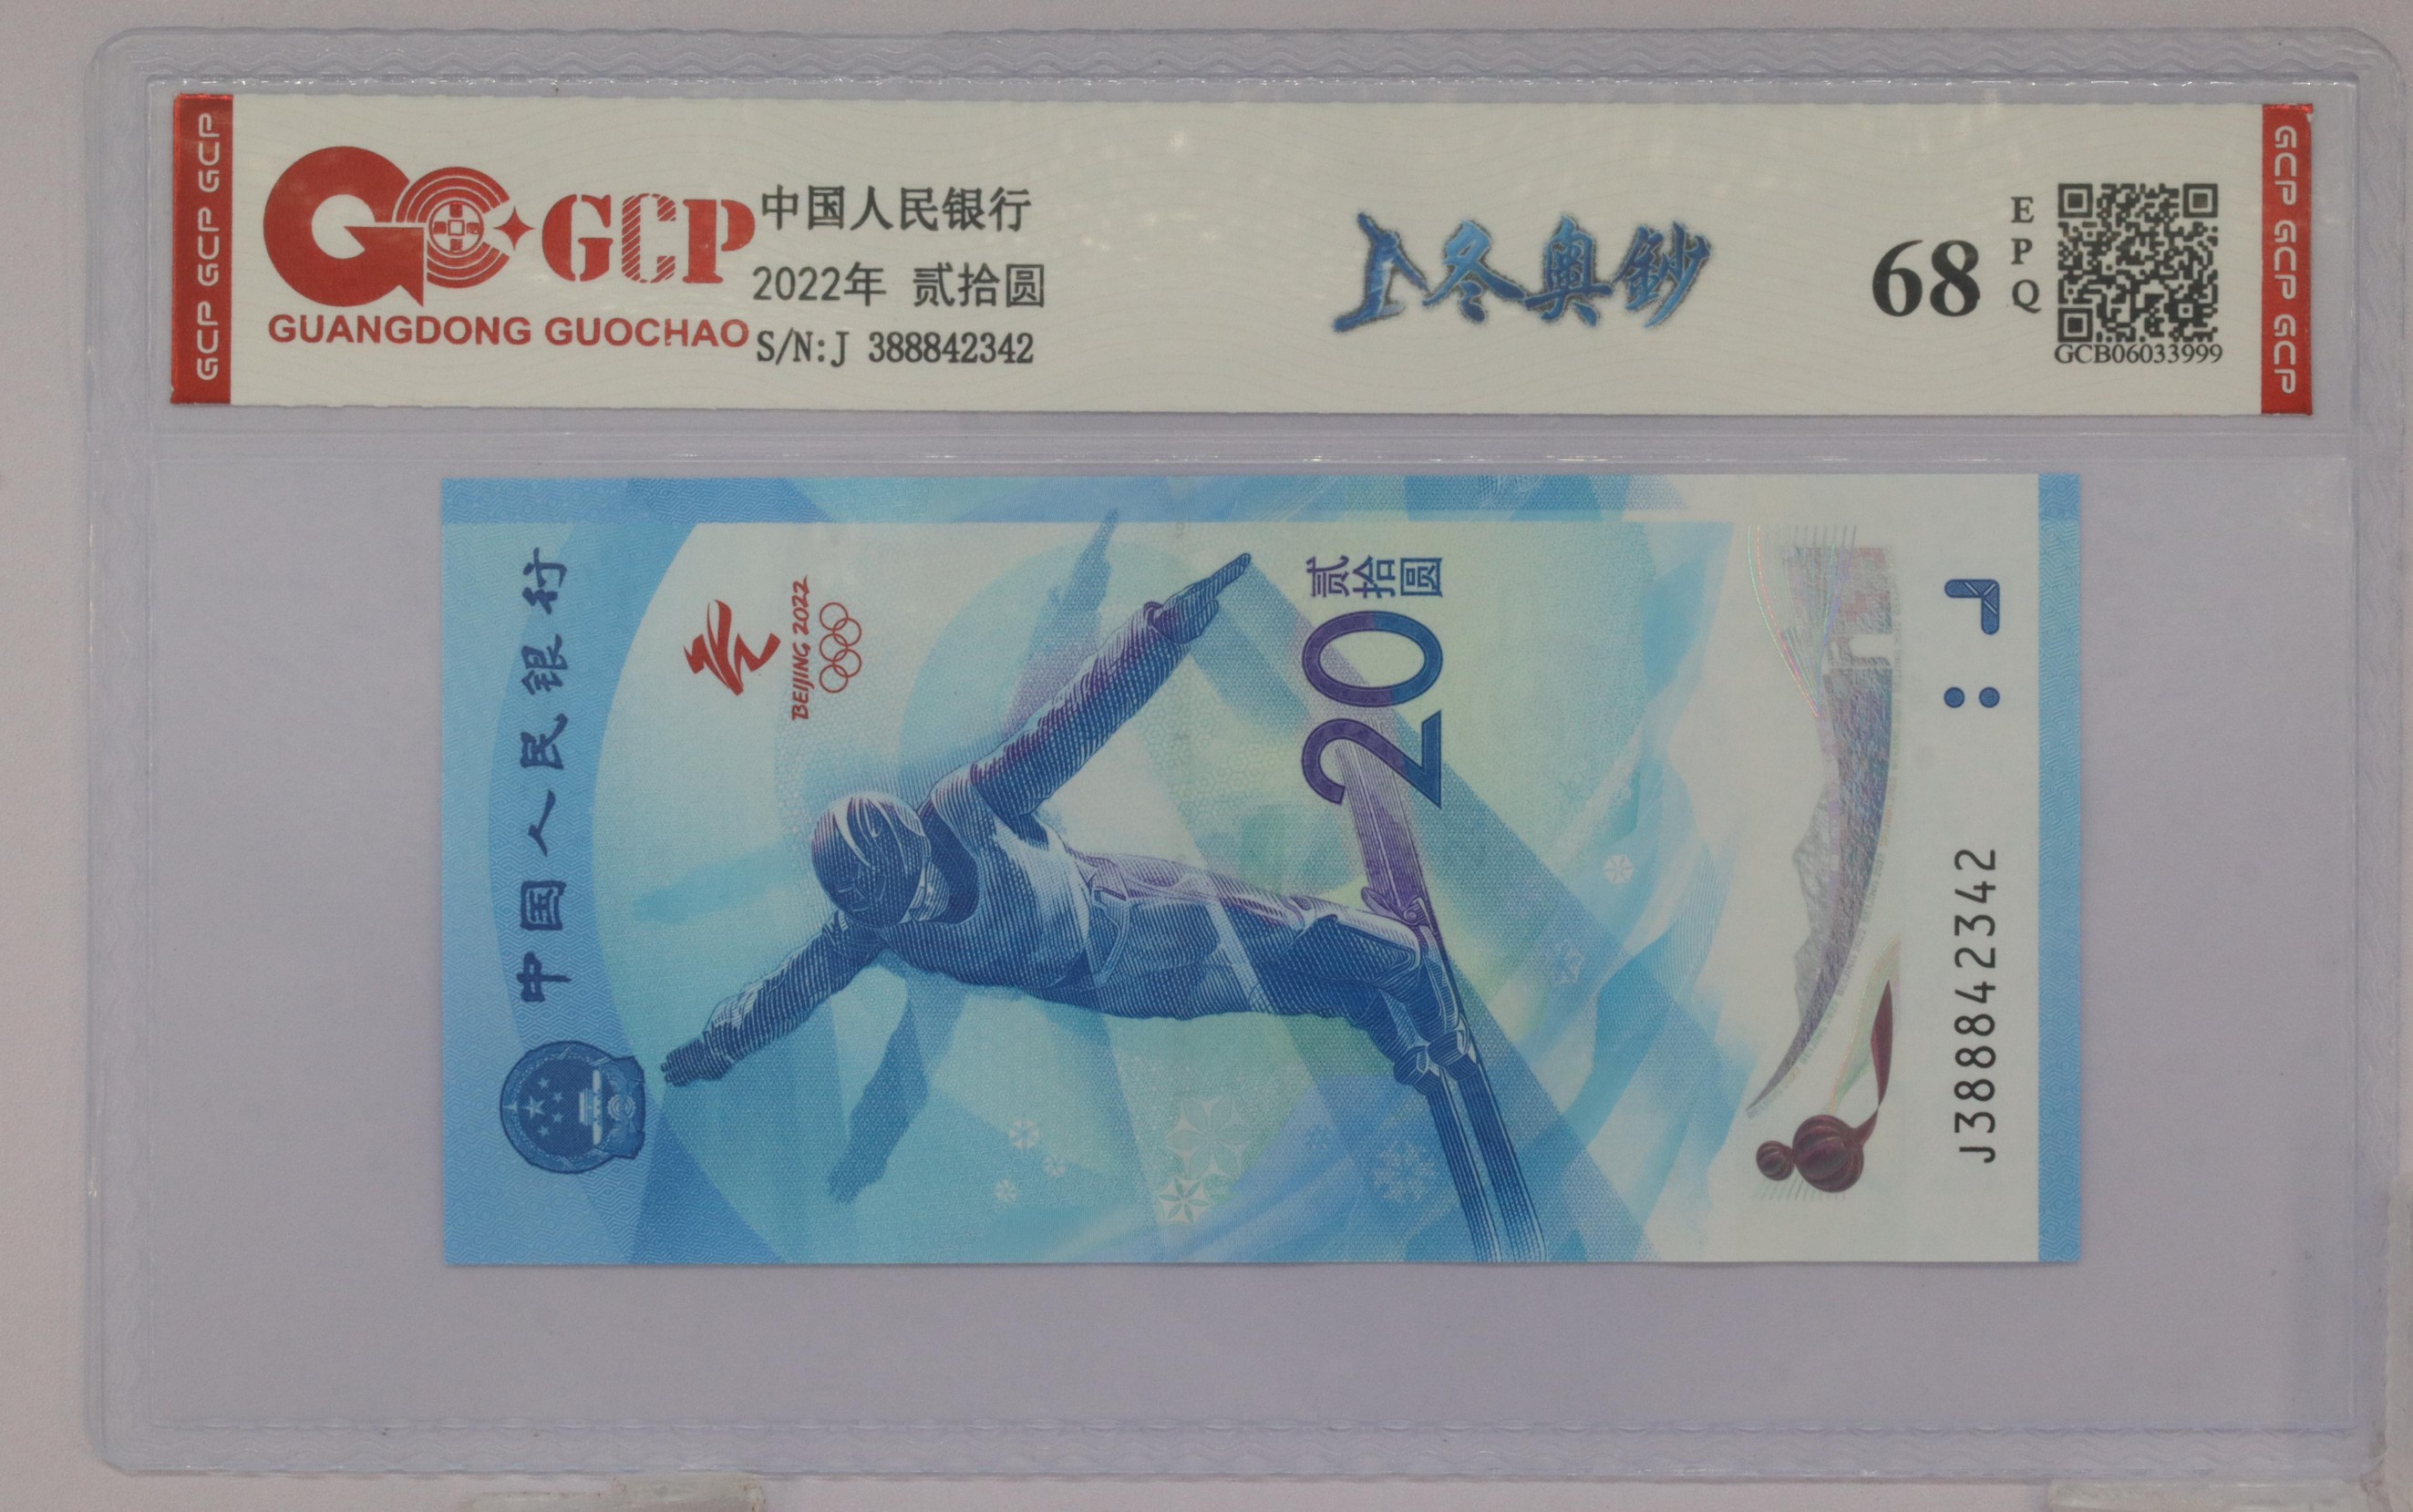 GCP GCP GCP
GCP
GUANGDONG GUOCHAO
中国人民银行
2022年 贰拾圆
S/N:J 388842342
冬奥鈔
68
E
P
Q
GCB06033999
GCP GCP GCP
中国人民银行
BEIJING 2022
20
贰拾圆
J388842342